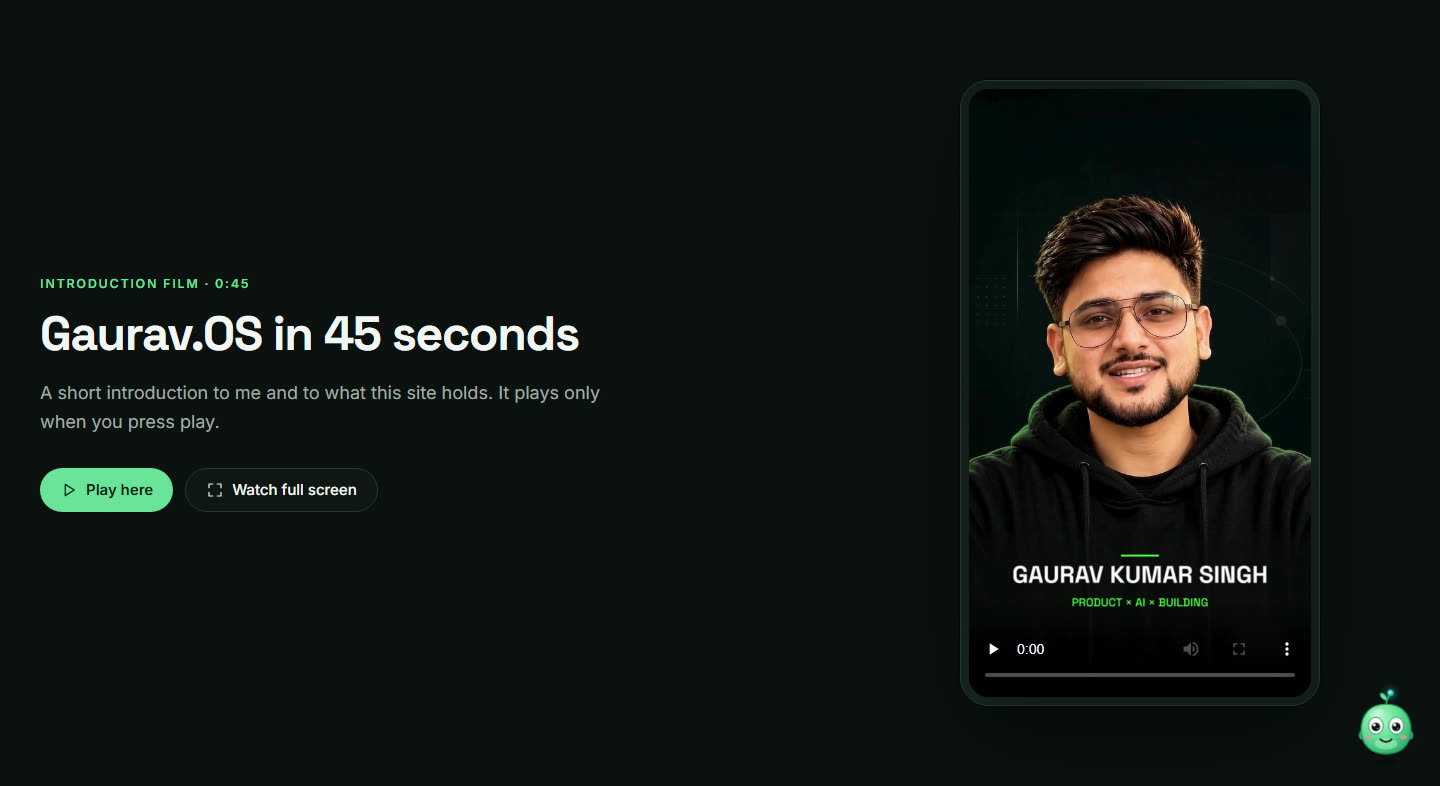 INTRODUCTION FILM · 0:45
Gaurav.OS in 45 seconds
A short introduction to me and to what this site holds. It plays only
when you press play.
Play here
Watch full screen
GAURAV KUMAR SINGH
PRODUCT × AI × BUILDING
0:00